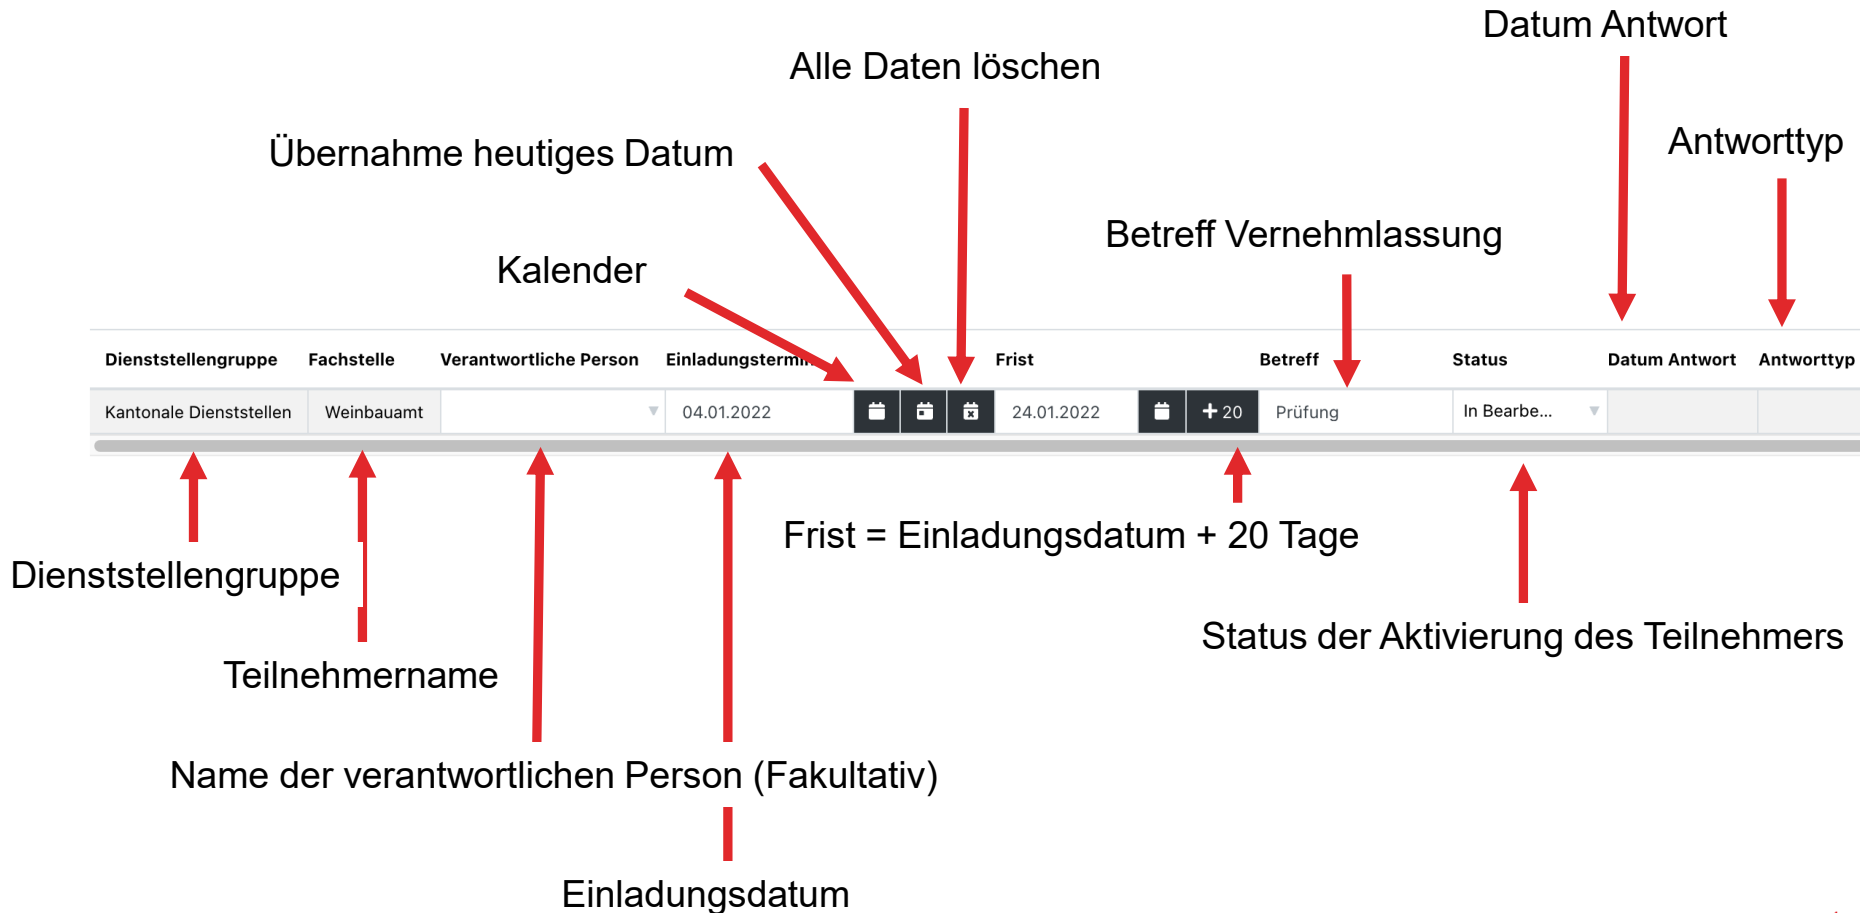 Datum Antwort
Alle Daten löschen
Antworttyp
Übernahme heutiges Datum
Betreff Vernehmlassung
Kalender
Dienststellengruppe Fachstelle Verantwortliche Person Einladungstermin Frist Betreff Status Datum Antwort Antworttyp
Kantonale Dienststellen Weinbauamt 04.01.2022 24.01.2022 +20 Prüfung In Bearbe...
Frist = Einladungsdatum + 20 Tage
Dienststellengruppe
Status der Aktivierung des Teilnehmers
Teilnehmername
Name der verantwortlichen Person (Fakultativ)
Einladungsdatum